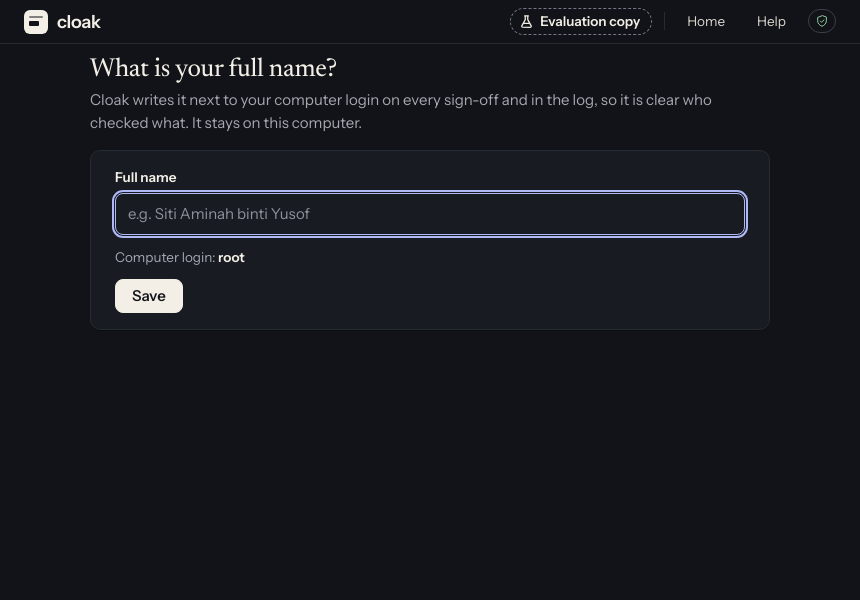 cloak
Evaluation copy
Home
Help
What is your full name?
Cloak writes it next to your computer login on every sign-off and in the log, so it is clear who
checked what. It stays on this computer.
Full name
e.g. Siti Aminah binti Yusof
Computer login: root
Save